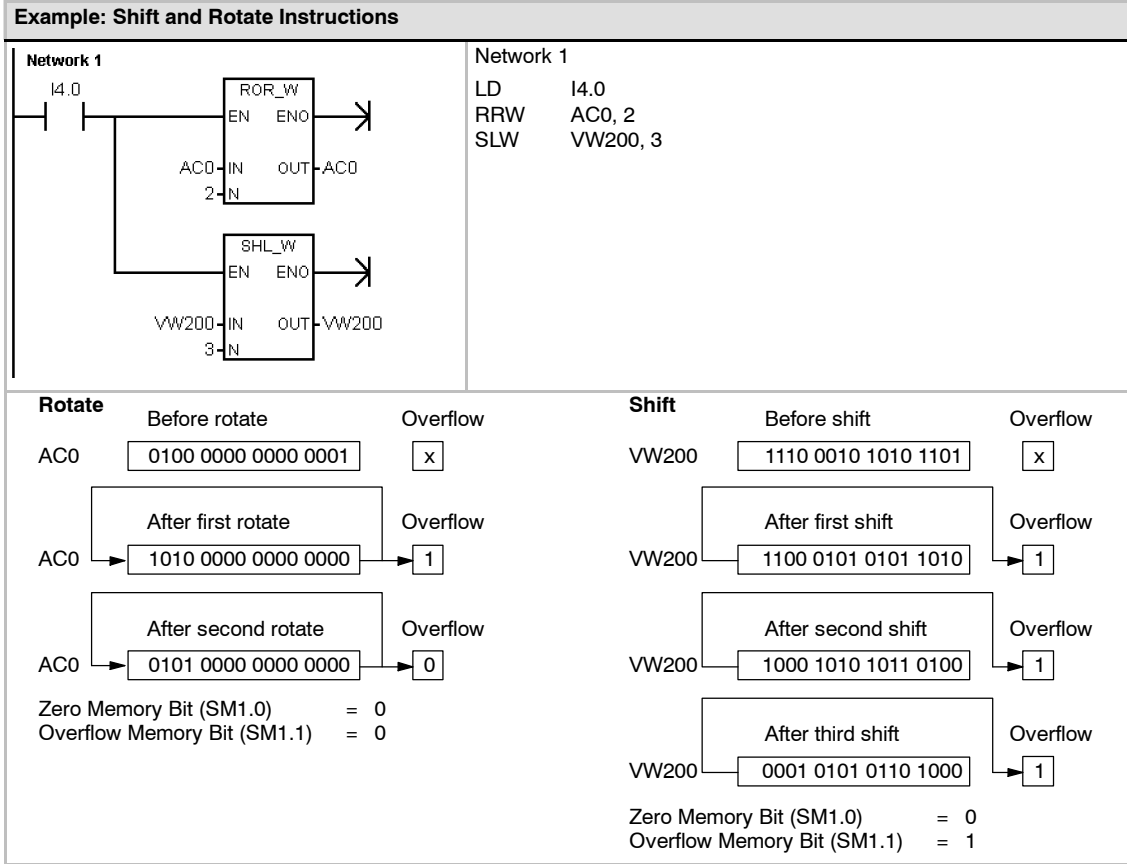 Example: Shift and Rotate Instructions
Network 1
I4.0
ROR_W
EN ENO
AC0 IN OUT AC0
2 N
SHL_W
EN ENO
VW200 IN OUT VW200
3 N
Network 1
LD I4.0
RRW AC0, 2
SLW VW200, 3
Rotate
Before rotate Overflow
AC0 0100 0000 0000 0001 x
After first rotate Overflow
AC0 1010 0000 0000 0000 1
After second rotate Overflow
AC0 0101 0000 0000 0000 0
Zero Memory Bit (SM1.0) = 0
Overflow Memory Bit (SM1.1) = 0
Shift
Before shift Overflow
VW200 1110 0010 1010 1101 x
After first shift Overflow
VW200 1100 0101 0101 1010 1
After second shift Overflow
VW200 1000 1010 1011 0100 1
After third shift Overflow
VW200 0001 0101 0110 1000 1
Zero Memory Bit (SM1.0) = 0
Overflow Memory Bit (SM1.1) = 1